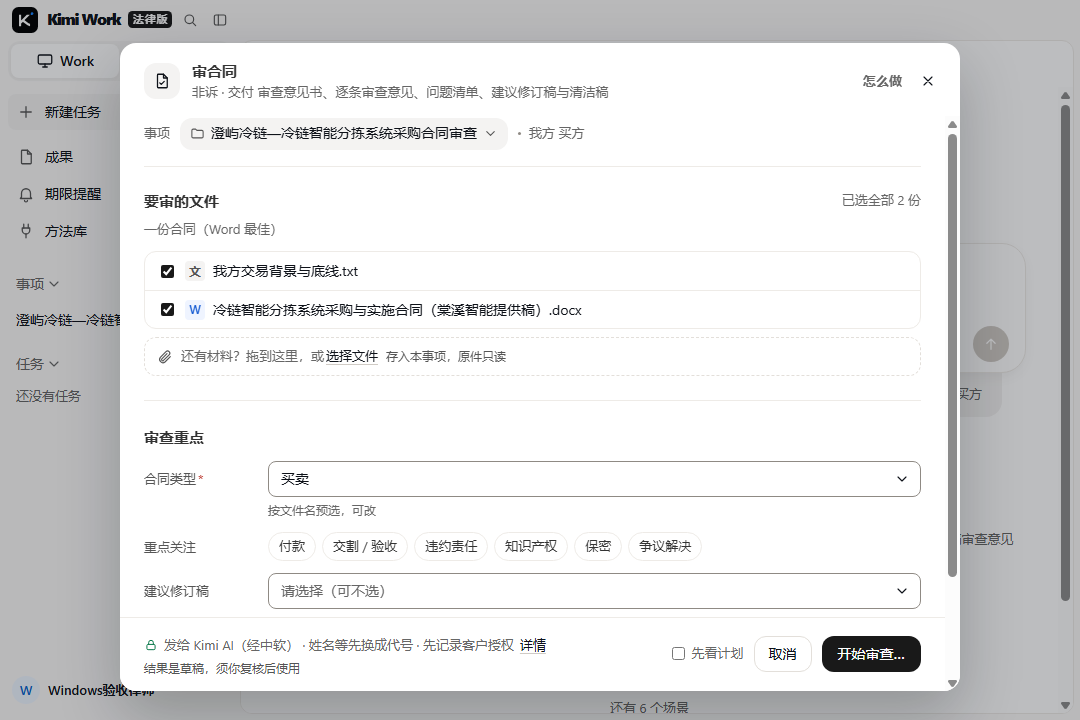 Kimi Work 法律版
Work
新建任务
成果
期限提醒
方法库
事项
澄屿冷链—冷链智
任务
还没有任务
W Windows验收律师
审合同
非诉 · 交付 审查意见书、逐条审查意见、问题清单、建议修订稿与清洁稿
怎么做
事项 澄屿冷链—冷链智能分拣系统采购合同审查 · 我方 买方
要审的文件
已选全部 2 份
一份合同（Word 最佳）
文 我方交易背景与底线.txt
W 冷链智能分拣系统采购与实施合同（棠溪智能提供稿）.docx
还有材料？拖到这里，或选择文件 存入本事项，原件只读
审查重点
合同类型* 买卖
按文件名预选，可改
重点关注 付款 交割 / 验收 违约责任 知识产权 保密 争议解决
建议修订稿 请选择（可不选）
发给 Kimi AI（经中软） · 姓名等先换成代号 · 先记录客户授权 详情
结果是草稿，须你复核后使用
先看计划 取消 开始审查...
买方
审查意见
还有 6 个场景